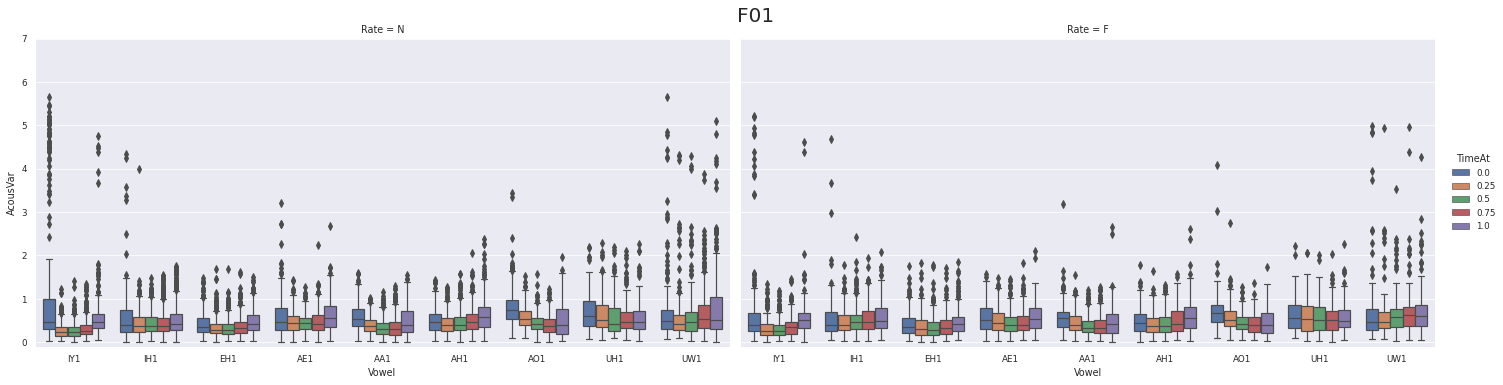 F01
Rate = N
Rate = F
7
6
5
4
3
2
1
0
AcousVar
IY1 IH1 EH1 AE1 AA1 AH1 AO1 UH1 UW1
Vowel
IY1 IH1 EH1 AE1 AA1 AH1 AO1 UH1 UW1
Vowel
TimeAt
0.0
0.25
0.5
0.75
1.0